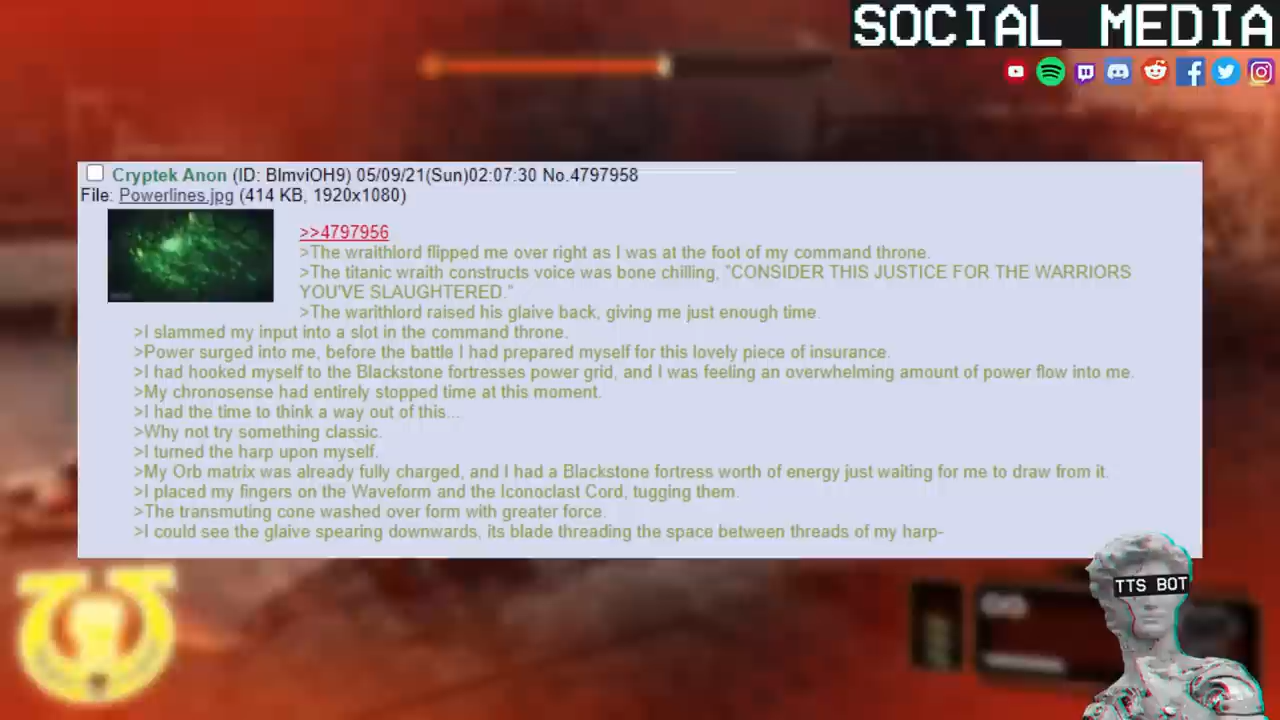 SOCIAL MEDIA
Cryptek Anon (ID: BlmviOH9) 05/09/21(Sun)02:07:30 No.4797958
File: Powerlines.jpg (414 KB, 1920x1080)
>>4797956
>The wraithlord flipped me over right as I was at the foot of my command throne.
>The titanic wraith constructs voice was bone chilling, "CONSIDER THIS JUSTICE FOR THE WARRIORS
YOU'VE SLAUGHTERED."
>The warithlord raised his glaive back, giving me just enough time.
>I slammed my input into a slot in the command throne.
>Power surged into me, before the battle I had prepared myself for this lovely piece of insurance.
>I had hooked myself to the Blackstone fortresses power grid, and I was feeling an overwhelming amount of power flow into me.
>My chronosense had entirely stopped time at this moment.
>I had the time to think a way out of this...
>Why not try something classic.
>I turned the harp upon myself.
>My Orb matrix was already fully charged, and I had a Blackstone fortress worth of energy just waiting for me to draw from it.
>I placed my fingers on the Waveform and the Iconoclast Cord, tugging them.
>The transmuting cone washed over form with greater force.
>I could see the glaive spearing downwards, its blade threading the space between threads of my harp-
TTS BOT